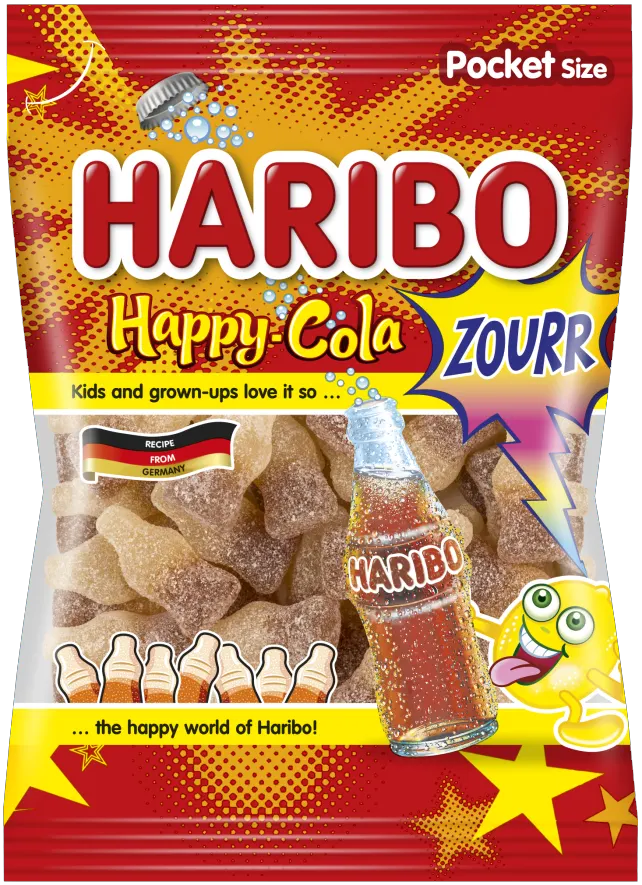 Pocket Size
HARIBO
Happy-Cola
ZOURR
Kids and grown-ups love it so ...
RECIPE
FROM
GERMANY
HARIBO
... the happy world of Haribo!